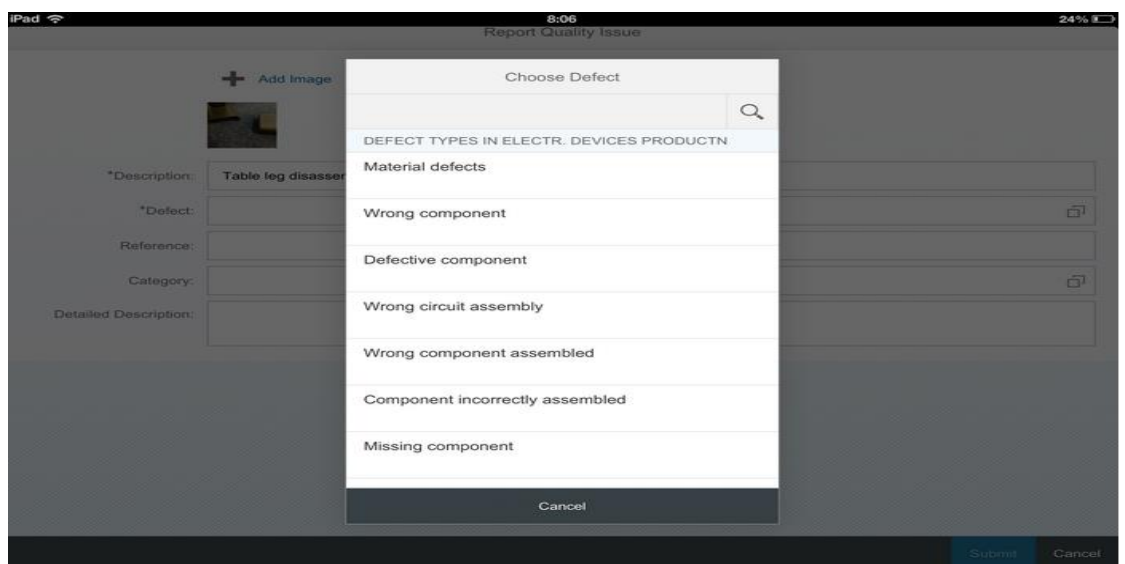 iPad 8:06 24%
Report Quality Issue
Add Image
Choose Defect
DEFECT TYPES IN ELECTR. DEVICES PRODUCTN
Material defects
*Description: Table leg disasser
Wrong component
*Defect:
Reference:
Defective component
Category:
Wrong circuit assembly
Detailed Description:
Wrong component assembled
Component incorrectly assembled
Missing component
Cancel
Submit Cancel